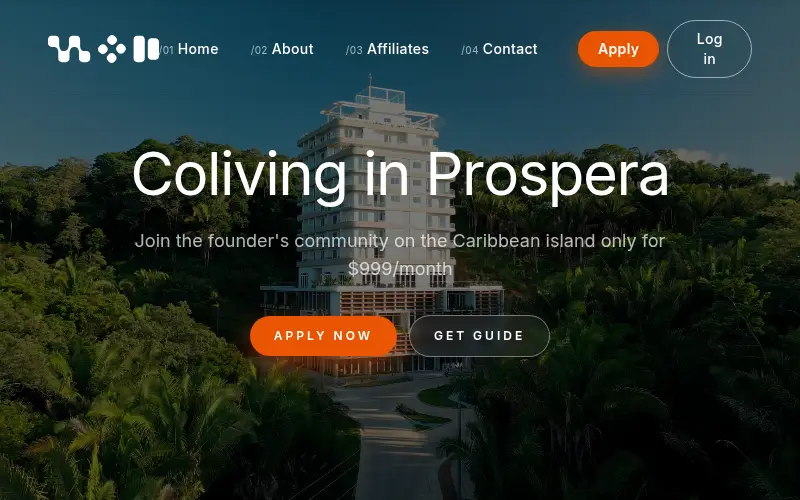 /01 Home /02 About /03 Affiliates /04 Contact Apply Log in
Coliving in Prospera
Join the founder's community on the Caribbean island only for
$999/month
APPLY NOW GET GUIDE